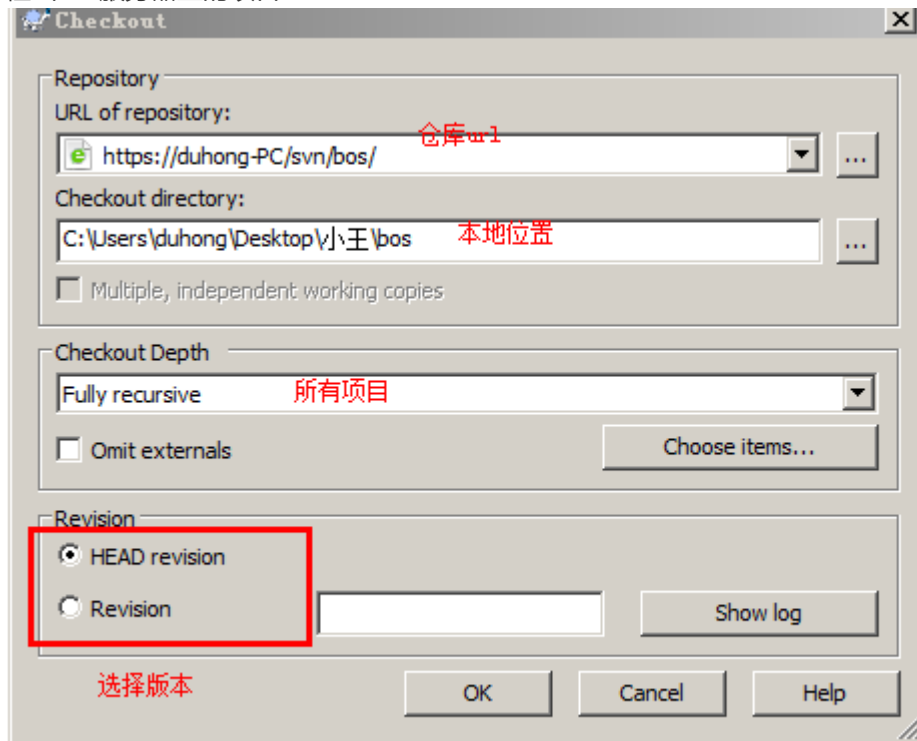 Checkout
Repository
URL of repository:
仓库url
https://duhong-PC/svn/bos/
...
Checkout directory:
C:\Users\duhong\Desktop\小王\bos
本地位置
...
Multiple, independent working copies
Checkout Depth
Fully recursive
所有项目
Omit externals
Choose items...
Revision
HEAD revision
Revision
Show log
选择版本
OK
Cancel
Help